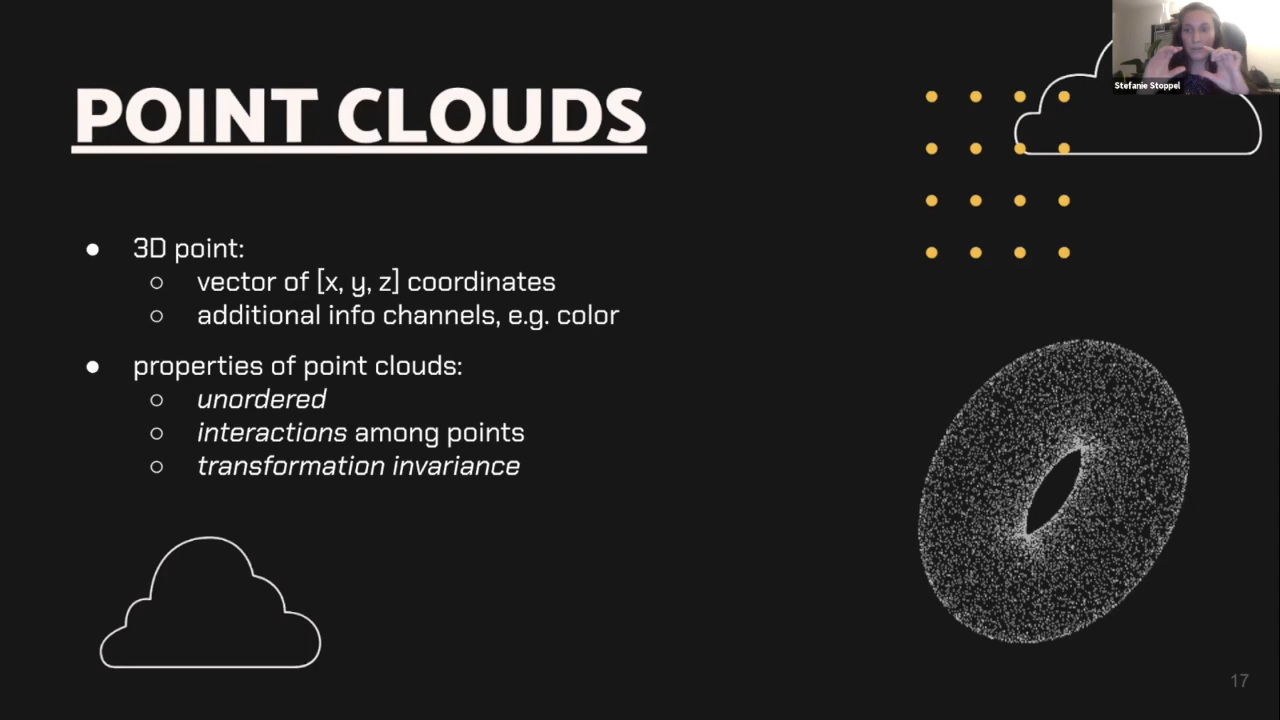 Stefanie Stoppel
POINT CLOUDS
● 3D point:
○ vector of [x, y, z] coordinates
○ additional info channels, e.g. color
● properties of point clouds:
○ unordered
○ interactions among points
○ transformation invariance
17